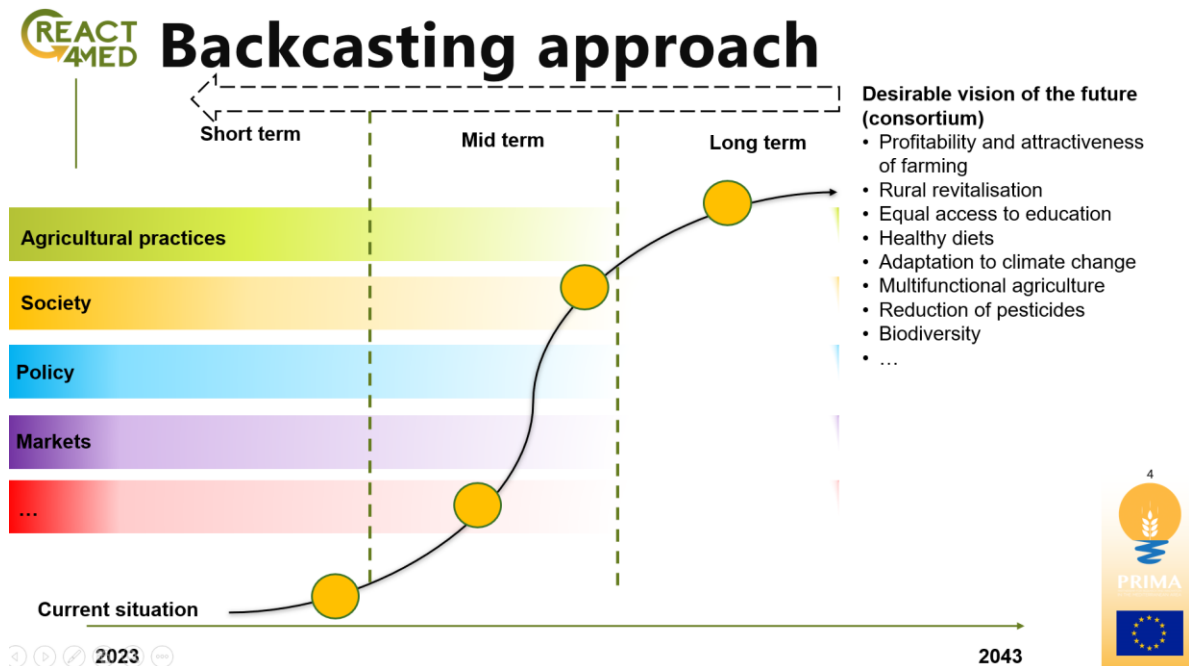 REACT
4MED
Backcasting approach
Short term
Mid term
Long term
Desirable vision of the future
(consortium)
• Profitability and attractiveness
of farming
• Rural revitalisation
• Equal access to education
• Healthy diets
• Adaptation to climate change
• Multifunctional agriculture
• Reduction of pesticides
• Biodiversity
• ...
Agricultural practices
Society
Policy
Markets
...
Current situation
2023
2043
4
PRIMA